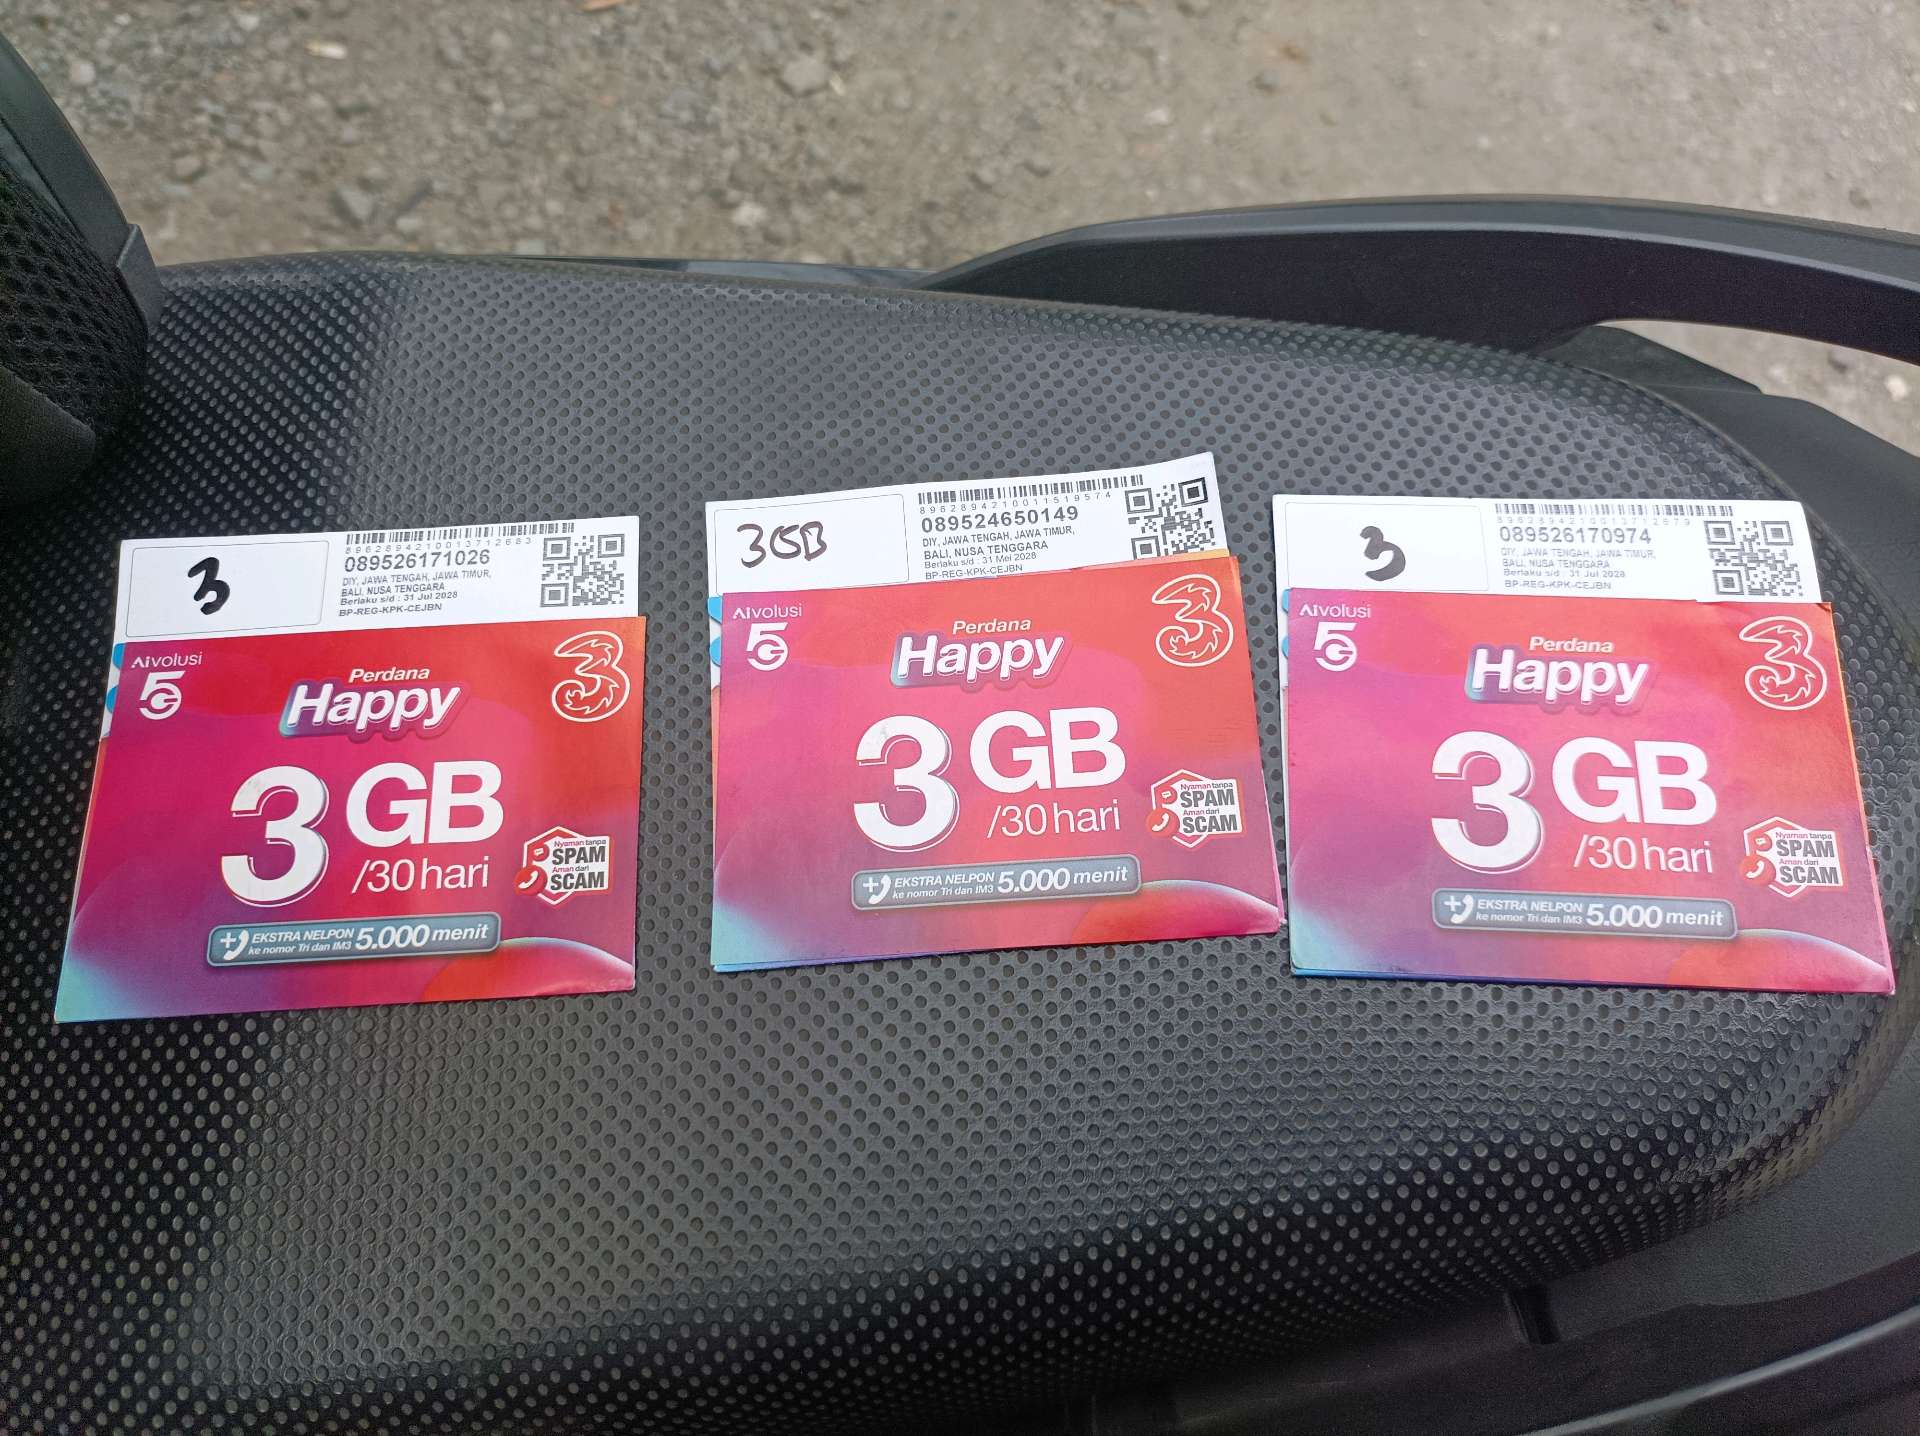 3
8962894210013712683
089526171026
DIY, JAWA TENGAH, JAWA TIMUR,
BALI, NUSA TENGGARA
Berlaku s/d : 31 Jul 2028
BP-REG-KPK-CEJBN
AIvolusi
5G
3
Perdana
Happy
3 GB
/30 hari
Nyaman tanpa
SPAM
Aman dari
SCAM
EKSTRA NELPON
ke nomor Tri dan IM3
5.000 menit
3GB
8962894210011519574
089524650149
DIY, JAWA TENGAH, JAWA TIMUR,
BALI, NUSA TENGGARA
Berlaku s/d : 31 Mei 2028
BP-REG-KPK-CEJBN
AIvolusi
5G
3
Perdana
Happy
3 GB
/30 hari
Nyaman tanpa
SPAM
Aman dari
SCAM
EKSTRA NELPON
ke nomor Tri dan IM3
5.000 menit
3
8962894210013712679
089526170974
DIY, JAWA TENGAH, JAWA TIMUR,
BALI, NUSA TENGGARA
Berlaku s/d : 31 Jul 2028
BP-REG-KPK-CEJBN
AIvolusi
5G
3
Perdana
Happy
3 GB
/30 hari
Nyaman tanpa
SPAM
Aman dari
SCAM
EKSTRA NELPON
ke nomor Tri dan IM3
5.000 menit